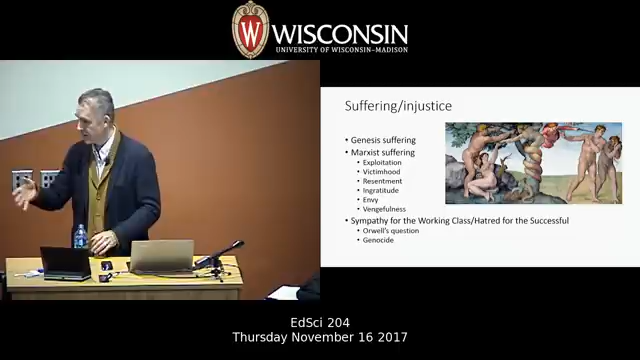 W
WISCONSIN
UNIVERSITY OF WISCONSIN–MADISON
Suffering/injustice
• Genesis suffering
• Marxist suffering
• Exploitation
• Victimhood
• Resentment
• Ingratitude
• Envy
• Vengefulness
• Sympathy for the Working Class/Hatred for the Successful
• Orwell's question
• Genocide
EdSci 204
Thursday November 16 2017